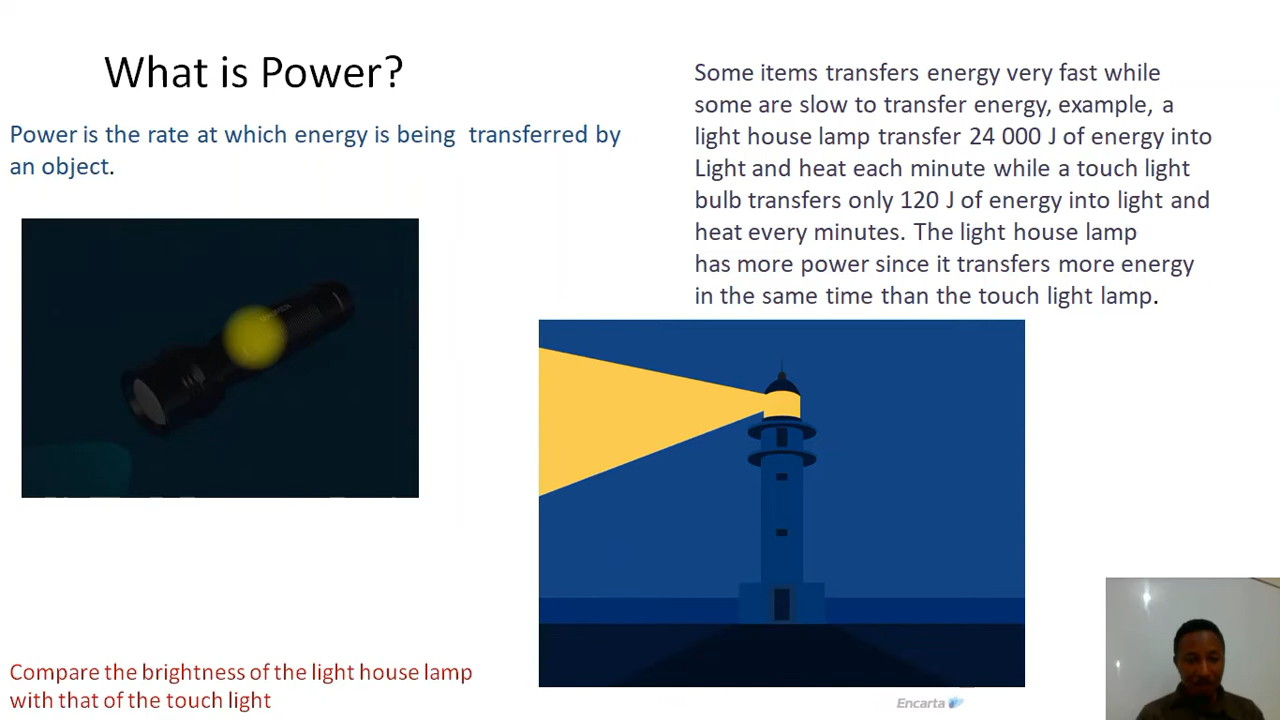 What is Power?
Power is the rate at which energy is being transferred by
an object.
Some items transfers energy very fast while
some are slow to transfer energy, example, a
light house lamp transfer 24 000 J of energy into
Light and heat each minute while a touch light
bulb transfers only 120 J of energy into light and
heat every minutes. The light house lamp
has more power since it transfers more energy
in the same time than the touch light lamp.
Compare the brightness of the light house lamp
with that of the touch light
Encarta